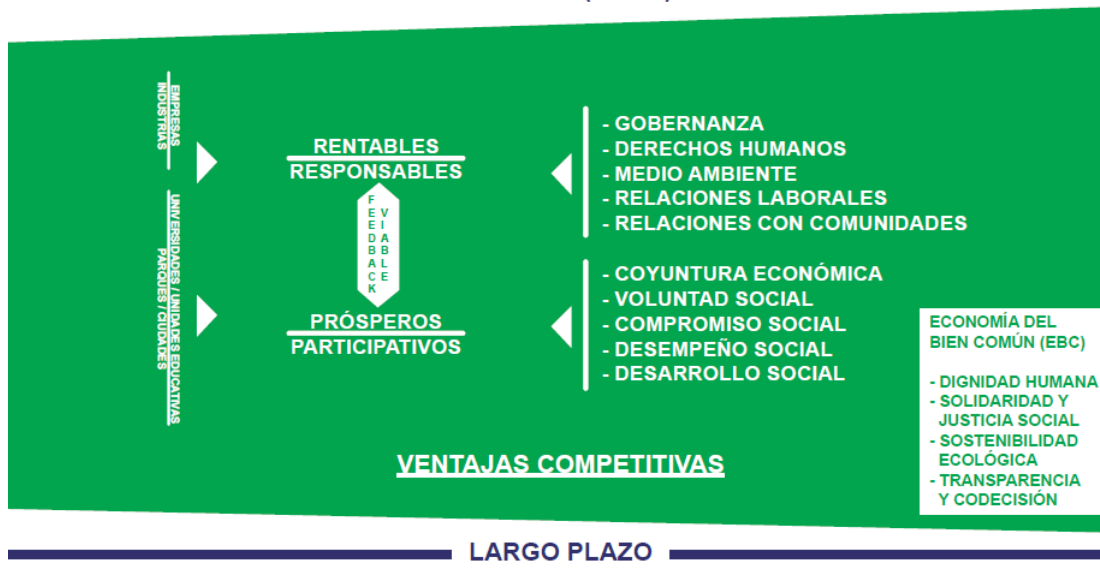 EMPRESAS
INDUSTRIAS
RENTABLES
RESPONSABLES
- GOBERNANZA
- DERECHOS HUMANOS
- MEDIO AMBIENTE
- RELACIONES LABORALES
- RELACIONES CON COMUNIDADES
FEEDBACK
VIABLE
UNIVERSIDADES / UNIDADES EDUCATIVAS
PARQUES / CIUDADES
PRÓSPEROS
PARTICIPATIVOS
- COYUNTURA ECONÓMICA
- VOLUNTAD SOCIAL
- COMPROMISO SOCIAL
- DESEMPEÑO SOCIAL
- DESARROLLO SOCIAL
ECONOMÍA DEL
BIEN COMÚN (EBC)
- DIGNIDAD HUMANA
- SOLIDARIDAD Y
JUSTICIA SOCIAL
- SOSTENIBILIDAD
ECOLÓGICA
- TRANSPARENCIA
Y CODECISIÓN
VENTAJAS COMPETITIVAS
LARGO PLAZO